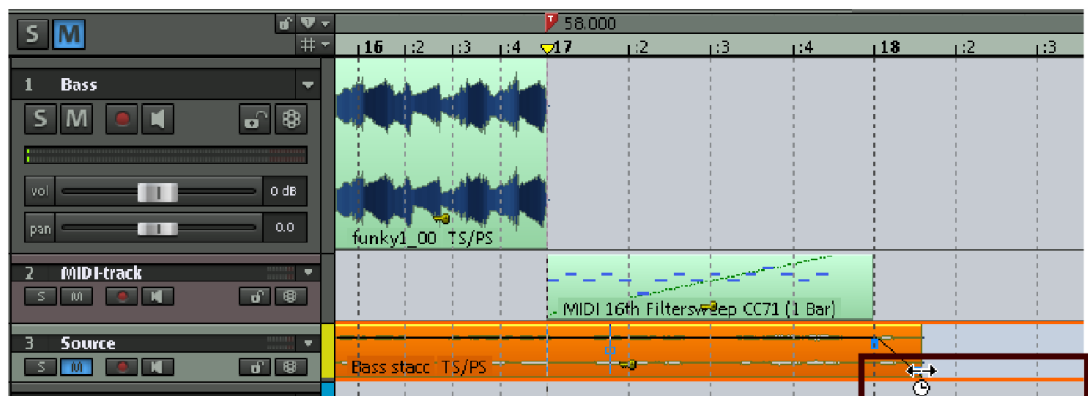 S M
58.000
16 :2 :3 :4 17 :2 :3 :4 18 :2 :3
1 Bass
S M
vol 0 dB
pan 0.0
funky1_00 TS/PS
2 MIDI-track
S M
MIDI 16th Filtersweep CC71 (1 Bar)
3 Source
S M
Bass stacc TS/PS